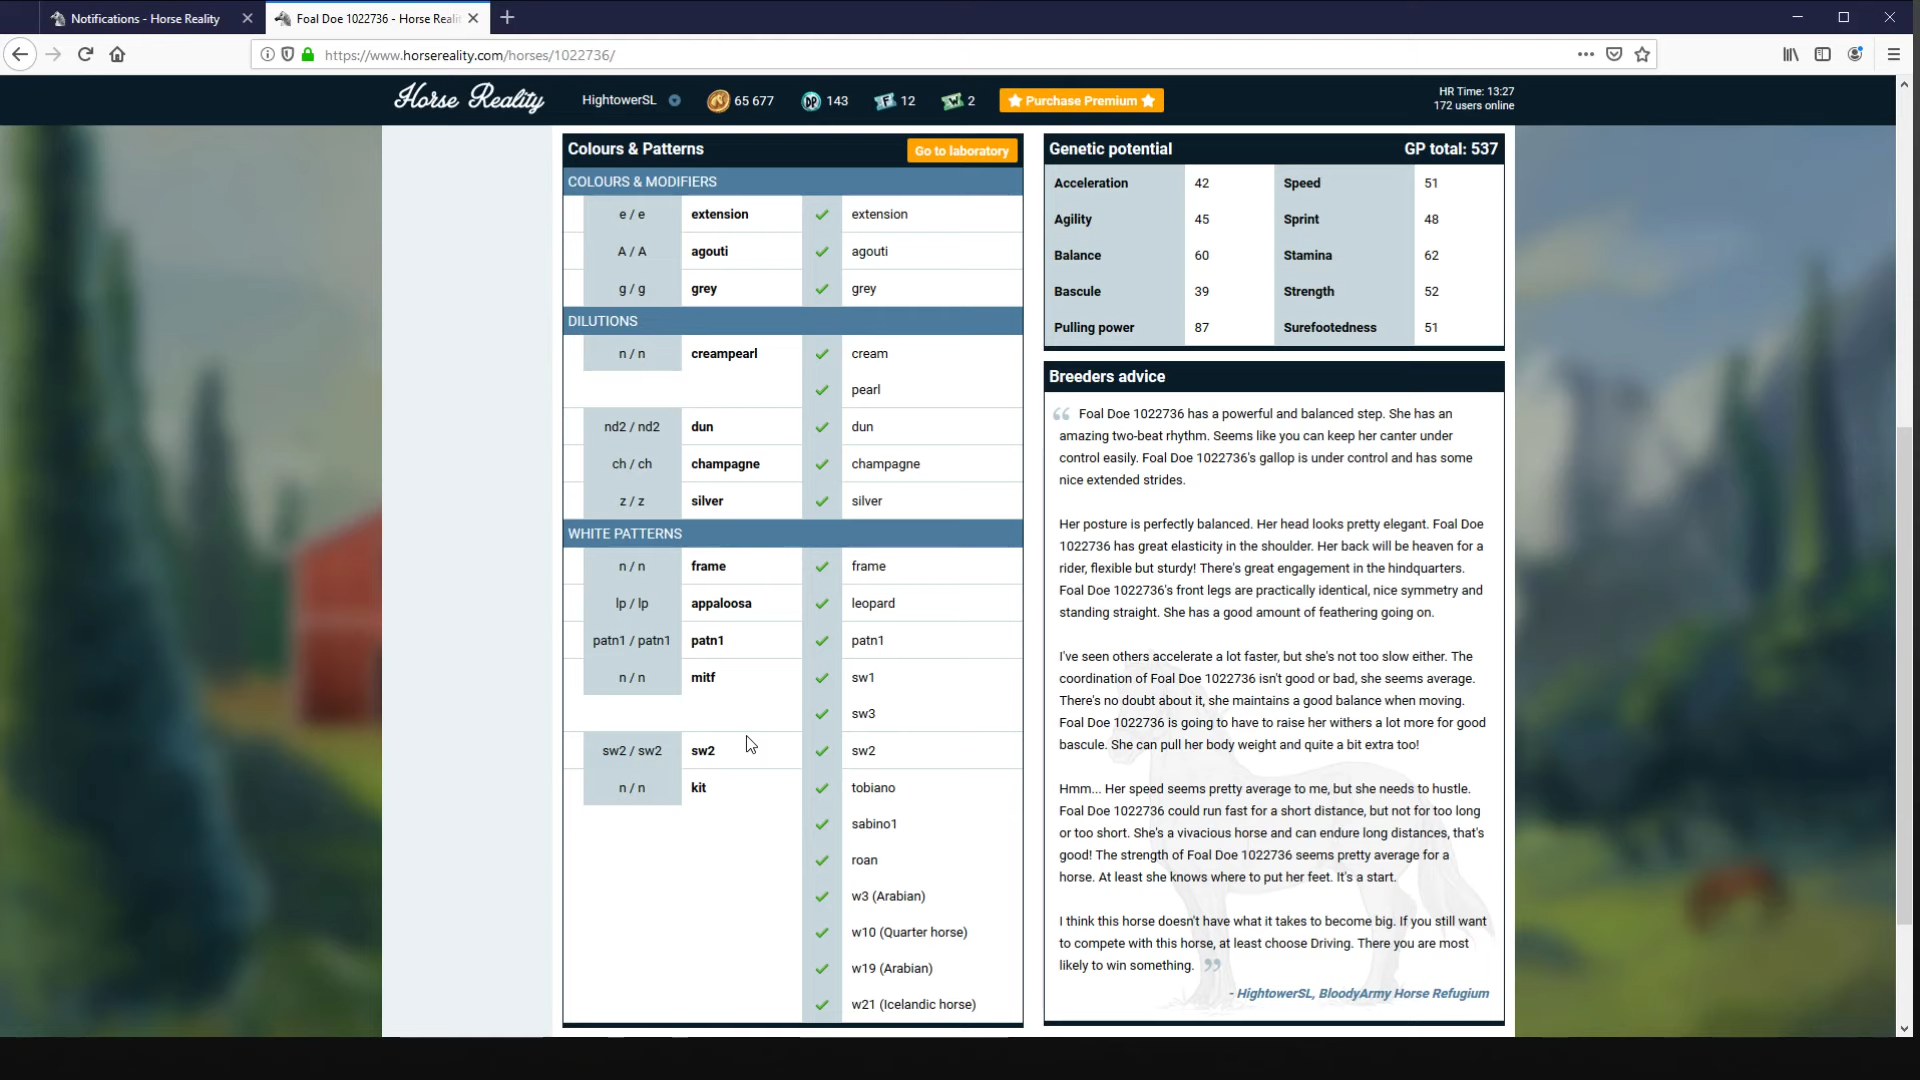 Notifications - Horse Reality
Foal Doe 1022736 - Horse Realit
https://www.horsereality.com/horses/1022736/
Horse Reality
HightowerSL
65 677
DP 143
12
2
Purchase Premium
HR Time: 13:27
172 users online
Colours & Patterns
Go to laboratory
COLOURS & MODIFIERS
e / e extension extension
A / A agouti agouti
g / g grey grey
DILUTIONS
n / n creampearl cream
pearl
nd2 / nd2 dun dun
ch / ch champagne champagne
z / z silver silver
WHITE PATTERNS
n / n frame frame
lp / lp appaloosa leopard
patn1 / patn1 patn1 patn1
n / n mitf sw1
sw3
sw2 / sw2 sw2 sw2
n / n kit tobiano
sabino1
roan
w3 (Arabian)
w10 (Quarter horse)
w19 (Arabian)
w21 (Icelandic horse)
Genetic potential GP total: 537
Acceleration 42 Speed 51
Agility 45 Sprint 48
Balance 60 Stamina 62
Bascule 39 Strength 52
Pulling power 87 Surefootedness 51
Breeders advice
“ Foal Doe 1022736 has a powerful and balanced step. She has an
amazing two-beat rhythm. Seems like you can keep her canter under
control easily. Foal Doe 1022736's gallop is under control and has some
nice extended strides.
Her posture is perfectly balanced. Her head looks pretty elegant. Foal Doe
1022736 has great elasticity in the shoulder. Her back will be heaven for a
rider, flexible but sturdy! There's great engagement in the hindquarters.
Foal Doe 1022736's front legs are practically identical, nice symmetry and
standing straight. She has a good amount of feathering going on.
I've seen others accelerate a lot faster, but she's not too slow either. The
coordination of Foal Doe 1022736 isn't good or bad, she seems average.
There's no doubt about it, she maintains a good balance when moving.
Foal Doe 1022736 is going to have to raise her withers a lot more for good
bascule. She can pull her body weight and quite a bit extra too!
Hmm... Her speed seems pretty average to me, but she needs to hustle.
Foal Doe 1022736 could run fast for a short distance, but not for too long
or too short. She's a vivacious horse and can endure long distances, that's
good! The strength of Foal Doe 1022736 seems pretty average for a
horse. At least she knows where to put her feet. It's a start.
I think this horse doesn't have what it takes to become big. If you still want
to compete with this horse, at least choose Driving. There you are most
likely to win something. ”
- HightowerSL, BloodyArmy Horse Refugium